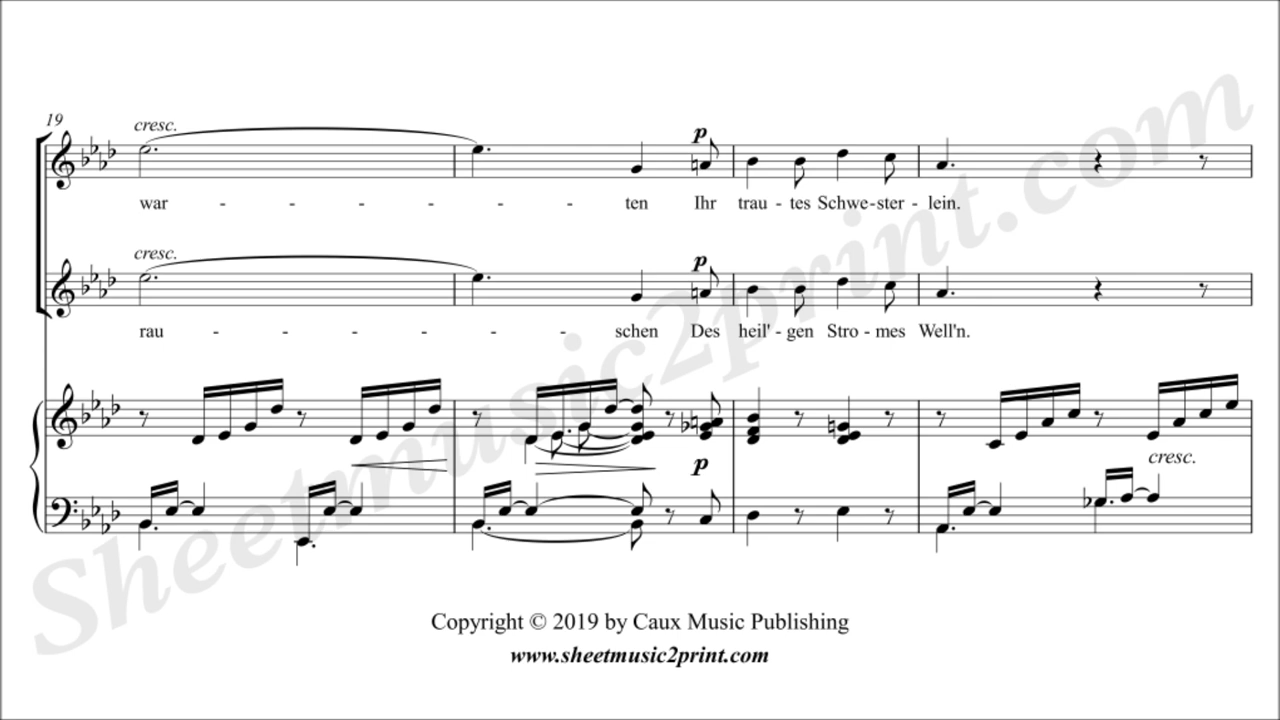 19
cresc.
p
war - - - - - - ten Ihr trau - tes Schwe - ster - lein.
cresc.
p
rau - - - - - - schen Des heil' - gen Stro - mes Well'n.
p
cresc.
Sheetmusic2print.com
Copyright © 2019 by Caux Music Publishing
www.sheetmusic2print.com